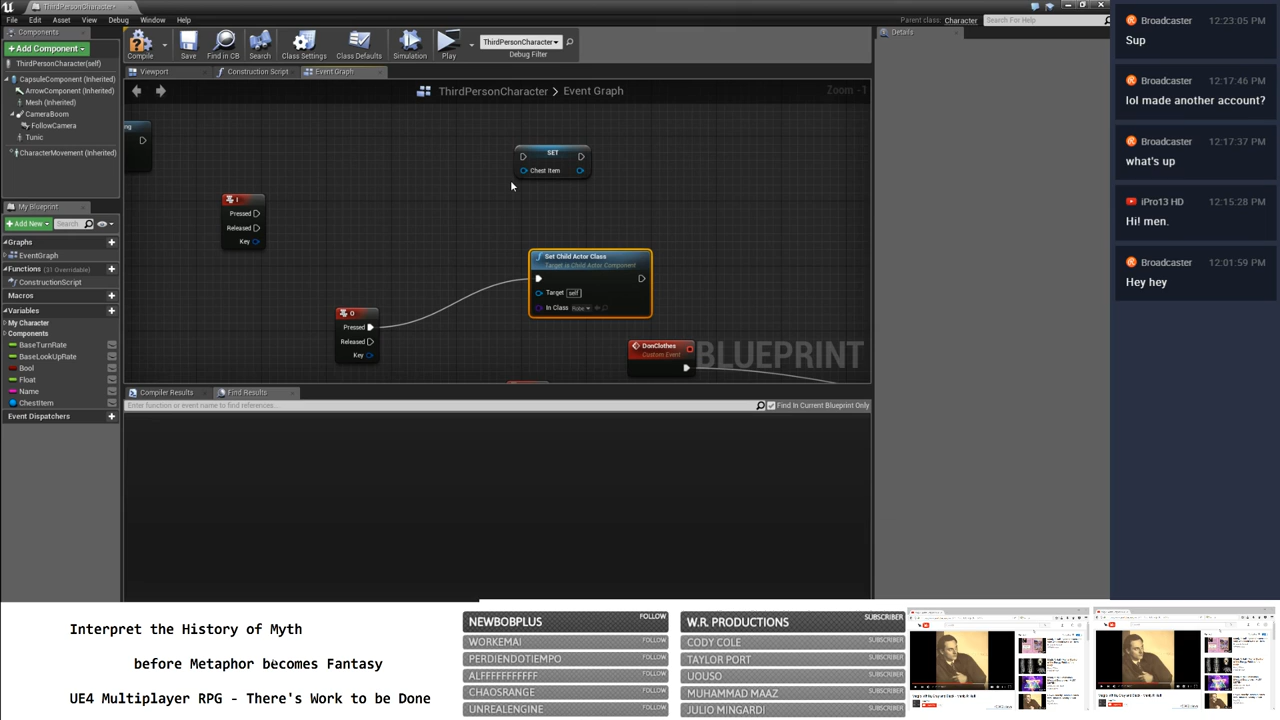 ThirdPersonCharacter*
File Edit Asset View Debug Window Help
Parent class: Character
Search For Help
Components
+Add Component
ThirdPersonCharacter(self)
CapsuleComponent (Inherited)
ArrowComponent (Inherited)
Mesh (Inherited)
CameraBoom
FollowCamera
Tunic
CharacterMovement (Inherited)
My Blueprint
+Add New
Search
Graphs
EventGraph
Functions (31 Overridable)
ConstructionScript
Macros
Variables
My Character
Components
BaseTurnRate
BaseLookUpRate
Bool
Float
Name
ChestItem
Event Dispatchers
Compile Save Find in CB Search Class Settings Class Defaults Simulation Play
ThirdPersonCharacter
Debug Filter
Viewport Construction Script Event Graph
ThirdPersonCharacter > Event Graph
Zoom -1
ng
SET
Chest Item
I
Pressed
Released
Key
Set Child Actor Class
Target is Child Actor Component
Target self
In Class Robe
O
Pressed
Released
Key
DonClothes
Custom Event
BLUEPRINT
Compiler Results Find Results
Enter function or event name to find references...
Find In Current Blueprint Only
Details
Broadcaster 12:23:05 PM
Sup
Broadcaster 12:17:46 PM
lol made another account?
Broadcaster 12:17:37 PM
what's up
iPro13 HD 12:15:28 PM
Hi! men.
Broadcaster 12:01:59 PM
Hey hey
Interpret the History of Myth
before Metaphor becomes Fantasy
UE4 Multiplayer RPG - There's Work to be Done
NEWBOBPLUS FOLLOW
WORKEMAI FOLLOW
PERDIENDOTIEMPO FOLLOW
ALFFFFFFFFFF FOLLOW
CHAOSRANGE FOLLOW
UNREALENGINE FOLLOW
W.R. PRODUCTIONS SUBSCRIBER
CODY COLE SUBSCRIBER
TAYLOR PORT SUBSCRIBER
UOUSO SUBSCRIBER
MUHAMMAD MAAZ SUBSCRIBER
JULIO MINGARDI SUBSCRIBER